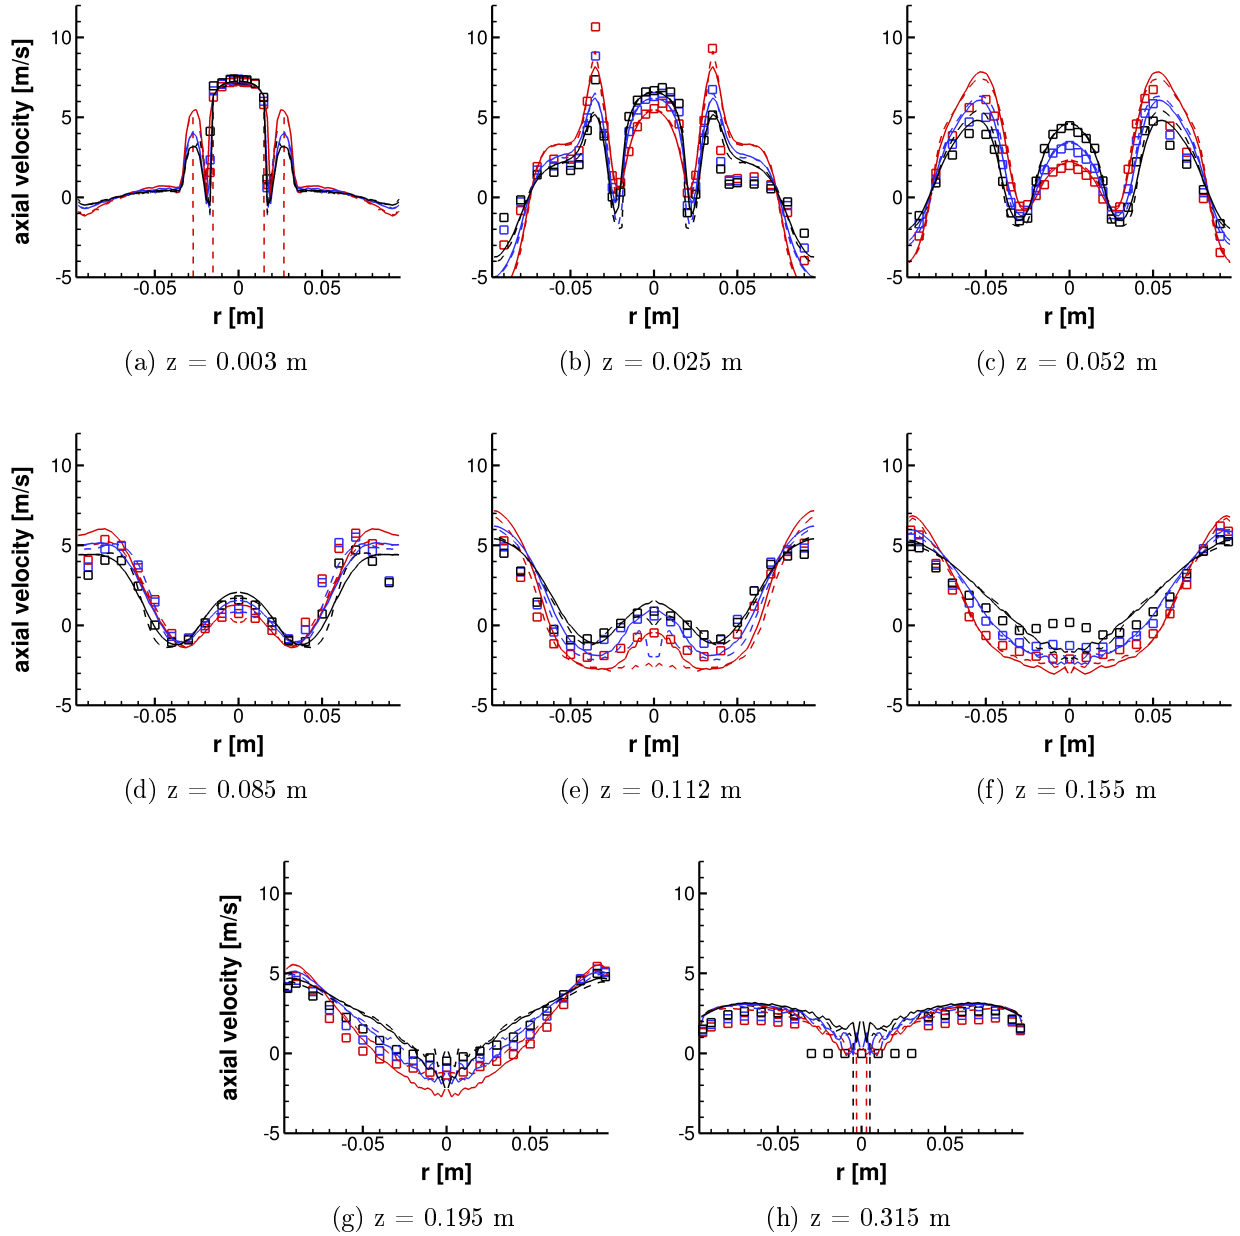 axial velocity [m/s]
10
5
0
-5
-0.05
0
0.05
r [m]
(a) z = 0.003 m
10
5
0
-5
-0.05
0
0.05
r [m]
(b) z = 0.025 m
10
5
0
-5
-0.05
0
0.05
r [m]
(c) z = 0.052 m
axial velocity [m/s]
10
5
0
-5
-0.05
0
0.05
r [m]
(d) z = 0.085 m
10
5
0
-5
-0.05
0
0.05
r [m]
(e) z = 0.112 m
10
5
0
-5
-0.05
0
0.05
r [m]
(f) z = 0.155 m
axial velocity [m/s]
10
5
0
-5
-0.05
0
0.05
r [m]
(g) z = 0.195 m
10
5
0
-5
-0.05
0
0.05
r [m]
(h) z = 0.315 m